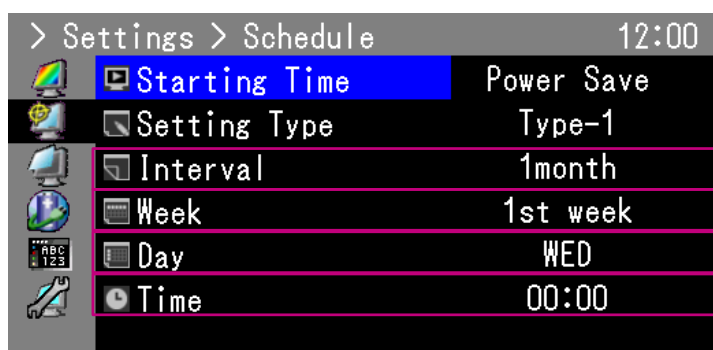 > Settings > Schedule 12:00
Starting Time Power Save
Setting Type Type-1
Interval 1month
Week 1st week
Day WED
ABC
123
Time 00:00